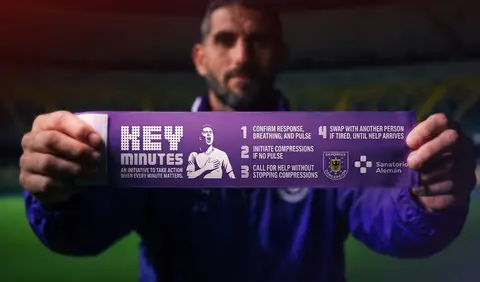 KEY
MINUTES
AN INITIATIVE TO TAKE ACTION
WHEN EVERY MINUTE MATTERS.
1 CONFIRM RESPONSE,
BREATHING, AND PULSE
2 INITIATE COMPRESSIONS
IF NO PULSE
3 CALL FOR HELP WITHOUT
STOPPING COMPRESSIONS
4 SWAP WITH ANOTHER PERSON
IF TIRED, UNTIL HELP ARRIVES
DEPORTES
CONCEPCIÓN
Sanatorio
Alemán